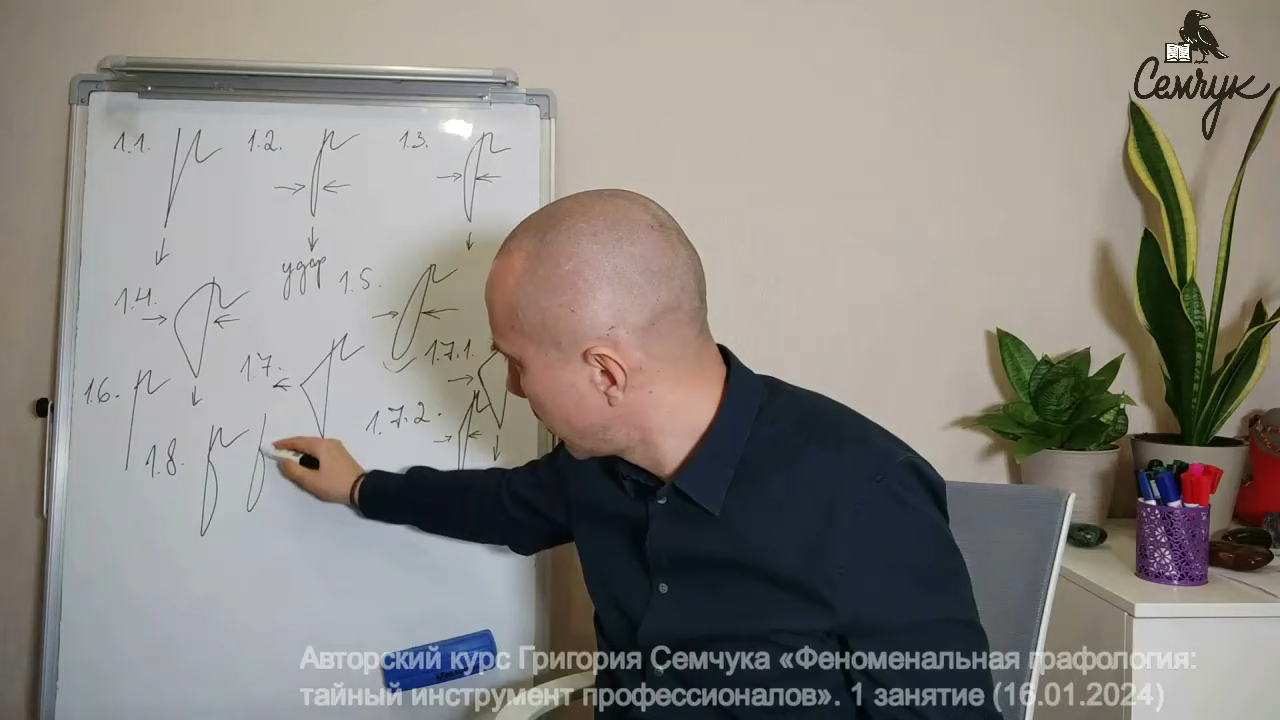 Семчук
1.1. 1.2. 1.3.
удар
1.4. 1.5.
1.6. 1.7. 1.7.1.
1.7.2.
1.8.
Авторский курс Григория Семчука «Феноменальная графология:
тайный инструмент профессионалов». 1 занятие (16.01.2024)